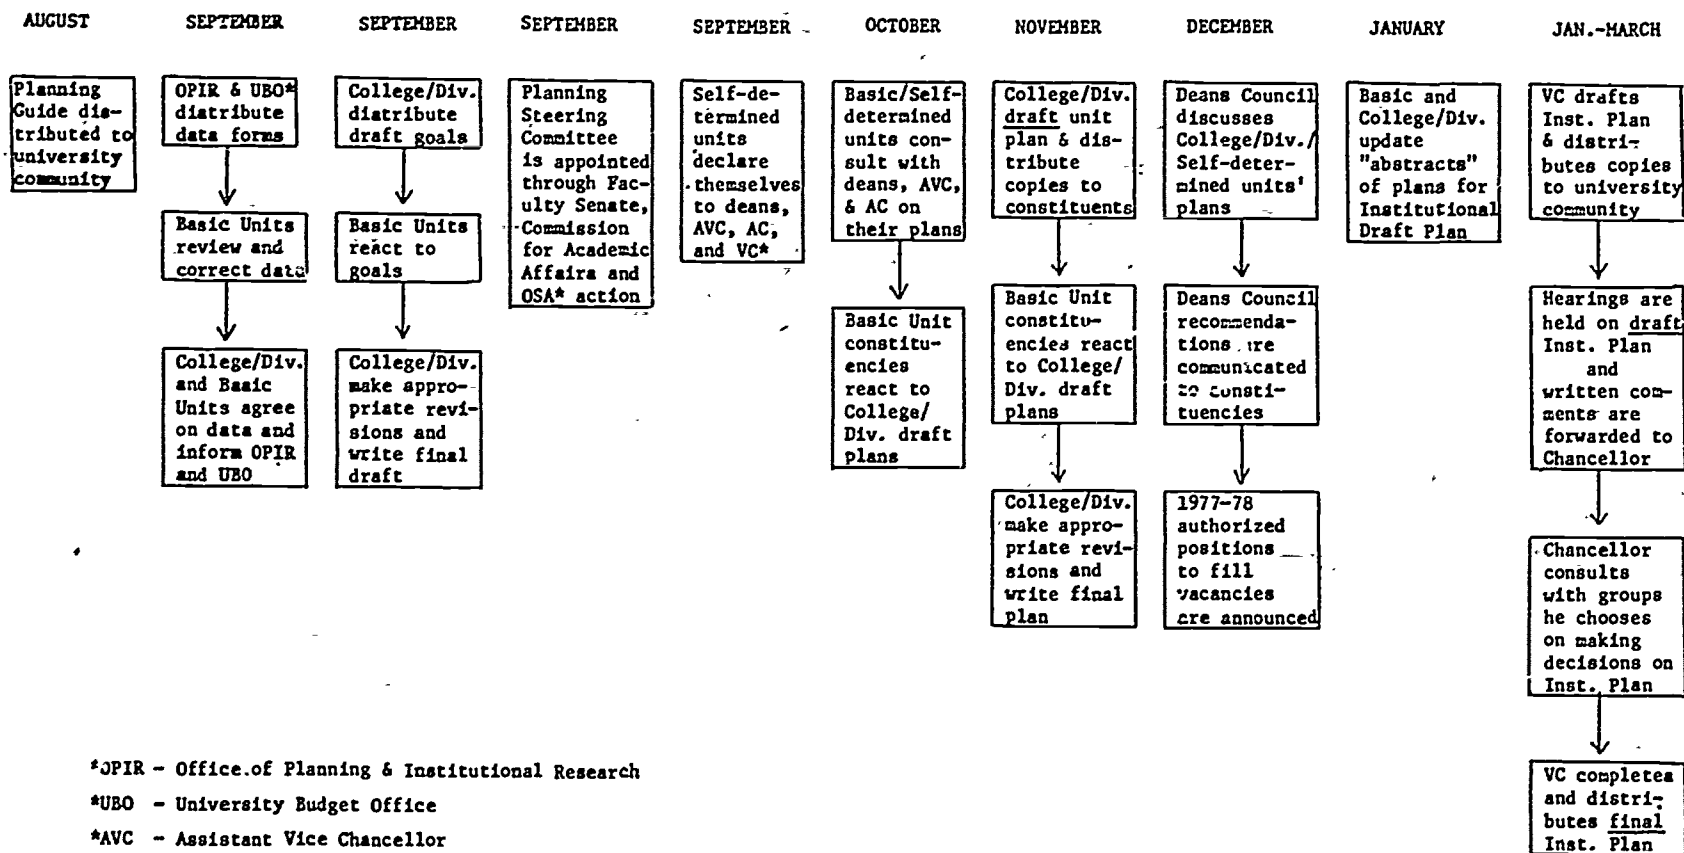 AUGUST
SEPTEMBER
SEPTEMBER
SEPTEMBER
SEPTEMBER
OCTOBER
NOVEMBER
DECEMBER
JANUARY
JAN.-MARCH
Planning
Guide dis-
tributed to
university
community
OPIR & UBO*
distribute
data forms
Basic Units
review and
correct data
College/Div.
and Basic
Units agree
on data and
inform OPIR
and UBO
College/Div.
distribute
draft goals
Basic Units
react to
goals
College/Div.
make appro-
priate revi-
sions and
write final
draft
Planning
Steering
Committee
is appointed
through Fac-
ulty Senate,
Commission
for Academic
Affairs and
OSA* action
Self-de-
termined
units
declare
themselves
to deans,
AVC, AC,
and VC*
Basic/Self-
determined
units con-
sult with
deans, AVC,
& AC on
their plans
Basic Unit
constitu-
encies
react to
College/
Div. draft
plans
College/Div.
draft unit
plan & dis-
tribute
copies to
constituents
Basic Unit
constitu-
encies react
to College/
Div. draft
plans
College/Div.
make appro-
priate revi-
sions and
write final
plan
Deans Council
discusses
College/Div./
Self-deter-
mined units'
plans
Deans Council
recommenda-
tions are
communicated
to consti-
tuencies
1977-78
authorized
positions
to fill
vacancies
are announced
Basic and
College/Div.
update
"abstracts"
of plans for
Institutional
Draft Plan
VC drafts
Inst. Plan
& distri-
butes copies
to university
community
Hearings are
held on draft
Inst. Plan
and
written com-
ments are
forwarded to
Chancellor
Chancellor
consults
with groups
he chooses
on making
decisions on
Inst. Plan
VC completes
and distri-
butes final
Inst. Plan
*OPIR - Office of Planning & Institutional Research
*UBO - University Budget Office
*AVC - Assistant Vice Chancellor